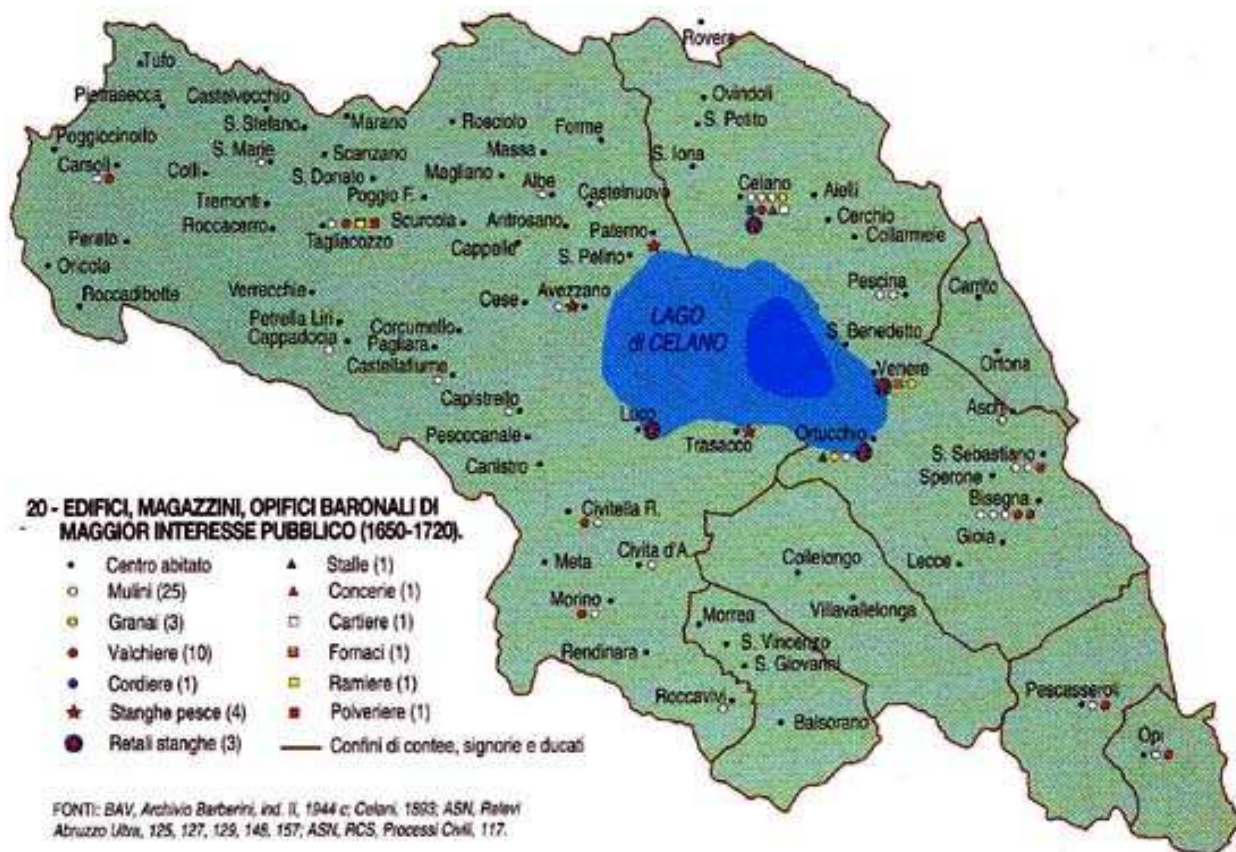 Rovere
Tufo
Pietrasecca
Castelvecchio
Ovindoli
Poggiocinolfo
S. Stefano
Marano
Rosciolo
Forme
S. Potito
Carsoli
S. Marie
Scanzano
Massa
S. Iona
Colli
S. Donato
Magliano
Albe
Celano
Aielli
Tremonti
Poggio F.
Castelnuovo
Roccacerro
Tagliacozzo
Scurcola
Antrosano
Paterno
Cerchio
Collarmele
Pereto
Cappelle
S. Pelino
Oricola
Pescina
Carrito
Roccadibotte
Verrecchie
Cese
Avezzano
LAGO
di CELANO
S. Benedetto
Petrella Liri
Cappadocia
Corcumello
Pagliara
Castellafiume
Venere
Ortona
Capistrello
Luco
Trasacco
Ortucchio
Aschi
Pescocanale
S. Sebastiano
Canistro
Sperone
Bisegna
Gioia
Civitella R.
Lecce
Meta
Civita d'A.
Collelongo
Morino
Morrea
Villavallelonga
Rendinara
S. Vincenzo
S. Giovanni
Roccavivi
Balsorano
Pescasseroli
Opi
20 - EDIFICI, MAGAZZINI, OPIFICI BARONALI DI
MAGGIOR INTERESSE PUBBLICO (1650-1720).
Centro abitato
Mulini (25)
Granai (3)
Valchiere (10)
Cordiere (1)
Stanghe pesce (4)
Retali stanghe (3)
Stalle (1)
Concerie (1)
Cartiere (1)
Fornaci (1)
Ramiere (1)
Polveriere (1)
Confini di contee, signorie e ducati
FONTI: BAV, Archivio Barberini, ind. II, 1944 c; Celani, 1893; ASN, Relevi
Abruzzo Ultra, 125, 127, 129, 148, 157; ASN, RCS, Processi Civili, 117.